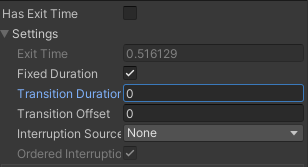 Has Exit Time
Settings
Exit Time 0.516129
Fixed Duration
Transition Duration 0
Transition Offset 0
Interruption Source None
Ordered Interruptio